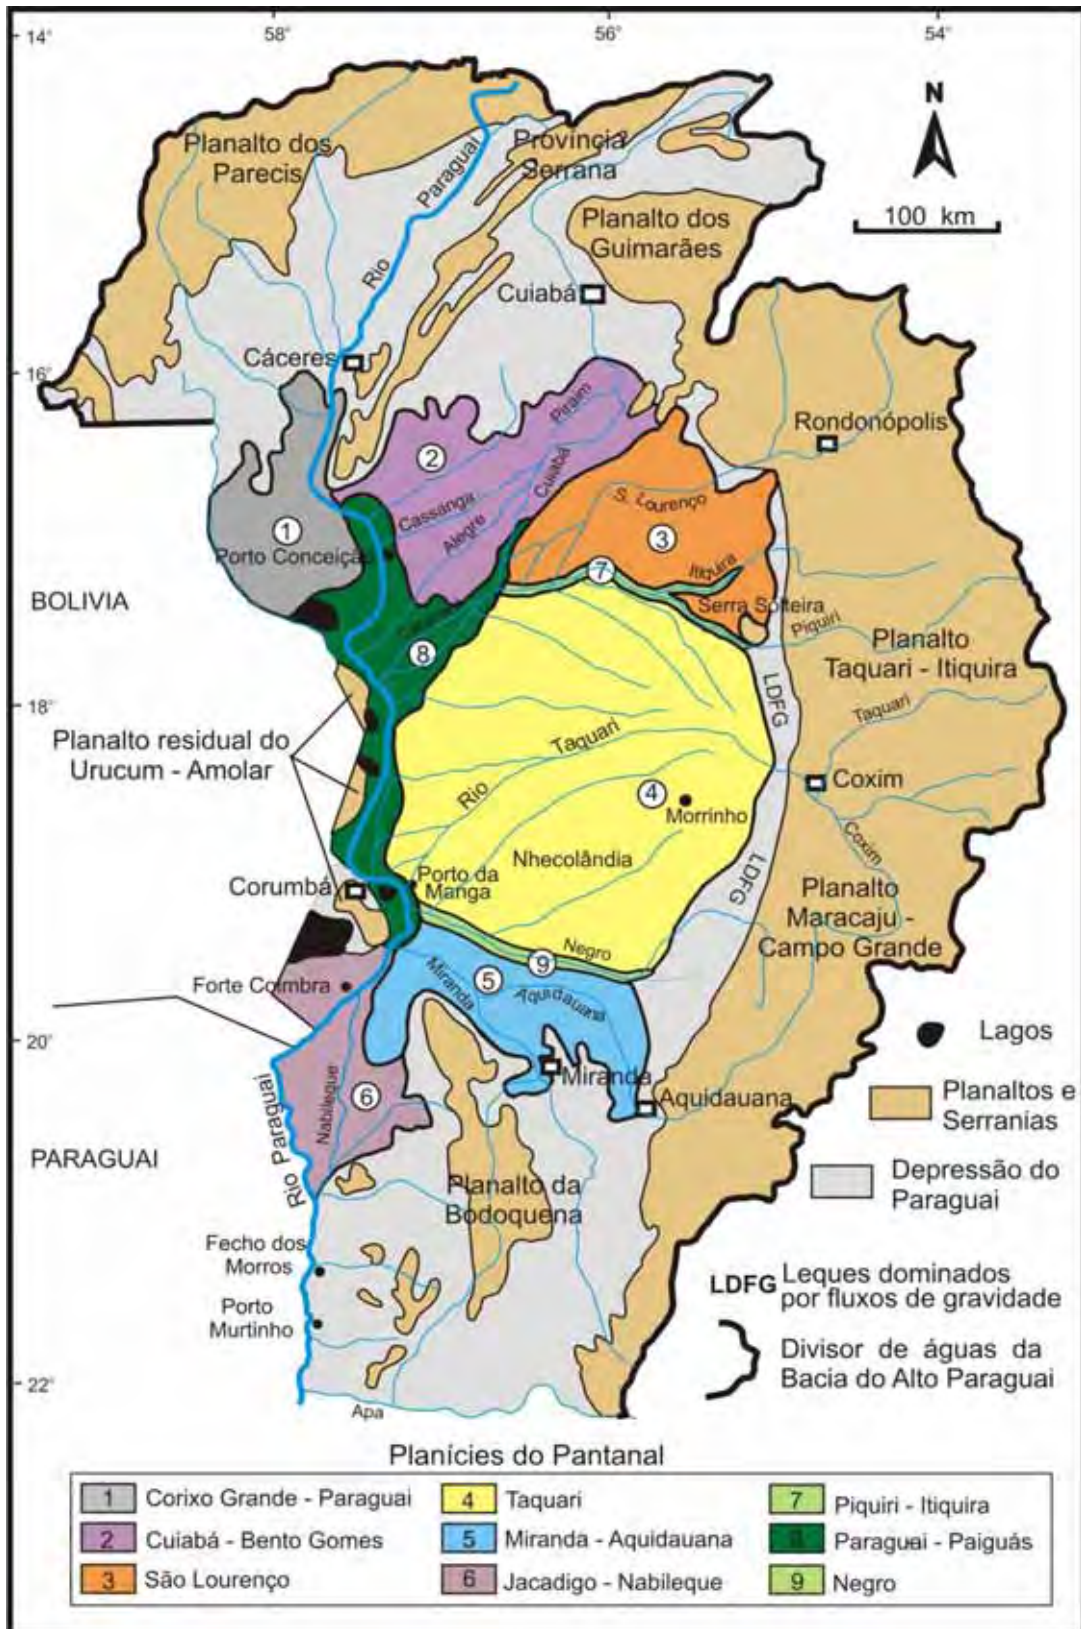 58°
56°
54°
14°
N
100 km
Planalto dos
Parecis
Província
Serrana
Rio Paraguai
Planalto dos
Guimarães
Cuiabá
Cáceres
16°
Rondonópolis
Piraim
2
Cuiabá
Cassanga
Alegre
S. Lourenço
3
1
Porto Conceição
7
Itiquira
BOLIVIA
Serra Solteira
Piquiri
8
Planalto
Taquari - Itiquira
LDFG
18°
Taquari
Planalto residual do
Urucum - Amolar
Rio Taquari
Coxim
4
Morrinho
Coxim
Nhecolândia
LDFG
Corumbá
Porto da
Manga
Planalto
Maracaju -
Campo Grande
Negro
9
5
Miranda
Aquidauana
Forte Coimbra
20°
Lagos
Miranda
Aquidauana
Planaltos e
Serranias
Nabileque
6
Rio Paraguai
PARAGUAI
Depressão do
Paraguai
Planalto da
Bodoquena
Fecho dos
Morros
LDFG Leques dominados
por fluxos de gravidade
Porto
Murtinho
Divisor de águas da
Bacia do Alto Paraguai
22°
Apa
Planícies do Pantanal
1 Corixo Grande - Paraguai
4 Taquari
7 Piquiri - Itiquira
2 Cuiabá - Bento Gomes
5 Miranda - Aquidauana
8 Paraguai - Paiguás
3 São Lourenço
6 Jacadigo - Nabileque
9 Negro